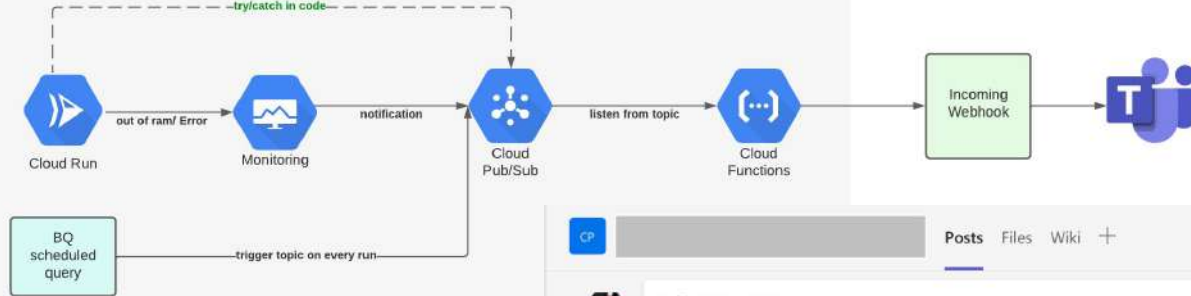 try/catch in code
out of ram/ Error
notification
listen from topic
Incoming
Webhook
T
Cloud Run
Monitoring
Cloud
Pub/Sub
Cloud
Functions
BQ
scheduled
query
trigger topic on every run
CP
Posts Files Wiki +